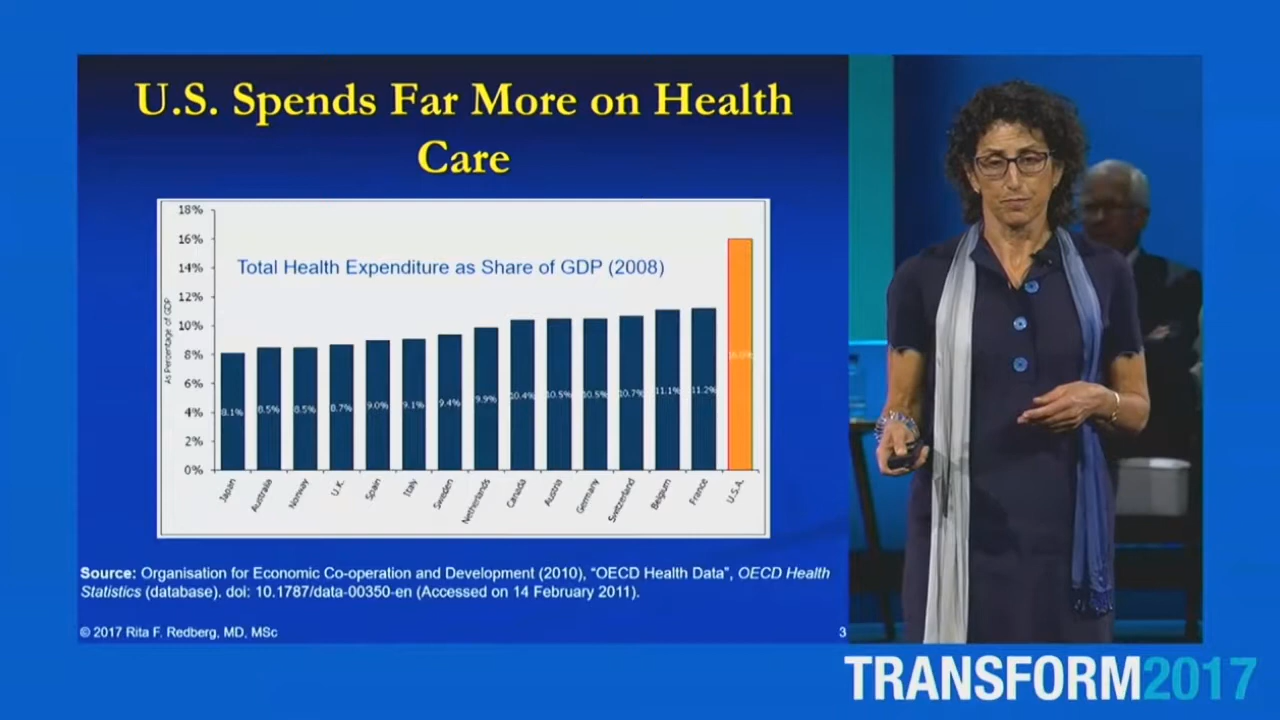 U.S. Spends Far More on Health
Care
Total Health Expenditure as Share of GDP (2008)
As Percentage of GDP
18%
16%
14%
12%
10%
8%
6%
4%
2%
0%
8.1%
8.5%
8.5%
8.7%
9.0%
9.1%
9.4%
9.9%
10.4%
10.5%
10.5%
10.7%
11.1%
11.2%
16.0%
Japan
Australia
Norway
U.K.
Spain
Italy
Sweden
Netherlands
Canada
Austria
Germany
Switzerland
Belgium
France
U.S.A.
Source: Organisation for Economic Co-operation and Development (2010), “OECD Health Data”, OECD Health
Statistics (database). doi: 10.1787/data-00350-en (Accessed on 14 February 2011).
© 2017 Rita F. Redberg, MD, MSc
3
TRANSFORM2017